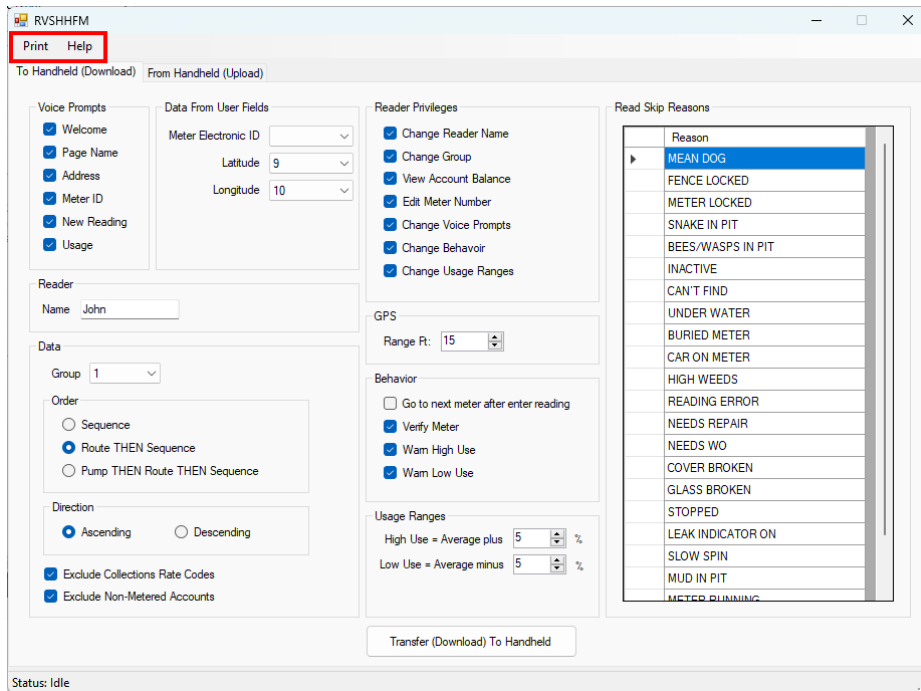 RVSHHFM
Print Help
To Handheld (Download) From Handheld (Upload)
Voice Prompts
Welcome
Page Name
Address
Meter ID
New Reading
Usage
Data From User Fields
Meter Electronic ID
Latitude 9
Longitude 10
Reader
Name John
Data
Group 1
Order
Sequence
Route THEN Sequence
Pump THEN Route THEN Sequence
Direction
Ascending Descending
Exclude Collections Rate Codes
Exclude Non-Metered Accounts
Reader Privileges
Change Reader Name
Change Group
View Account Balance
Edit Meter Number
Change Voice Prompts
Change Behavoir
Change Usage Ranges
GPS
Range Ft: 15
Behavior
Go to next meter after enter reading
Verify Meter
Warn High Use
Warn Low Use
Usage Ranges
High Use = Average plus 5 %
Low Use = Average minus 5 %
Read Skip Reasons
Reason
MEAN DOG
FENCE LOCKED
METER LOCKED
SNAKE IN PIT
BEES/WASPS IN PIT
INACTIVE
CAN'T FIND
UNDER WATER
BURIED METER
CAR ON METER
HIGH WEEDS
READING ERROR
NEEDS REPAIR
NEEDS WO
COVER BROKEN
GLASS BROKEN
STOPPED
LEAK INDICATOR ON
SLOW SPIN
MUD IN PIT
METER RUNNING
Transfer (Download) To Handheld
Status: Idle